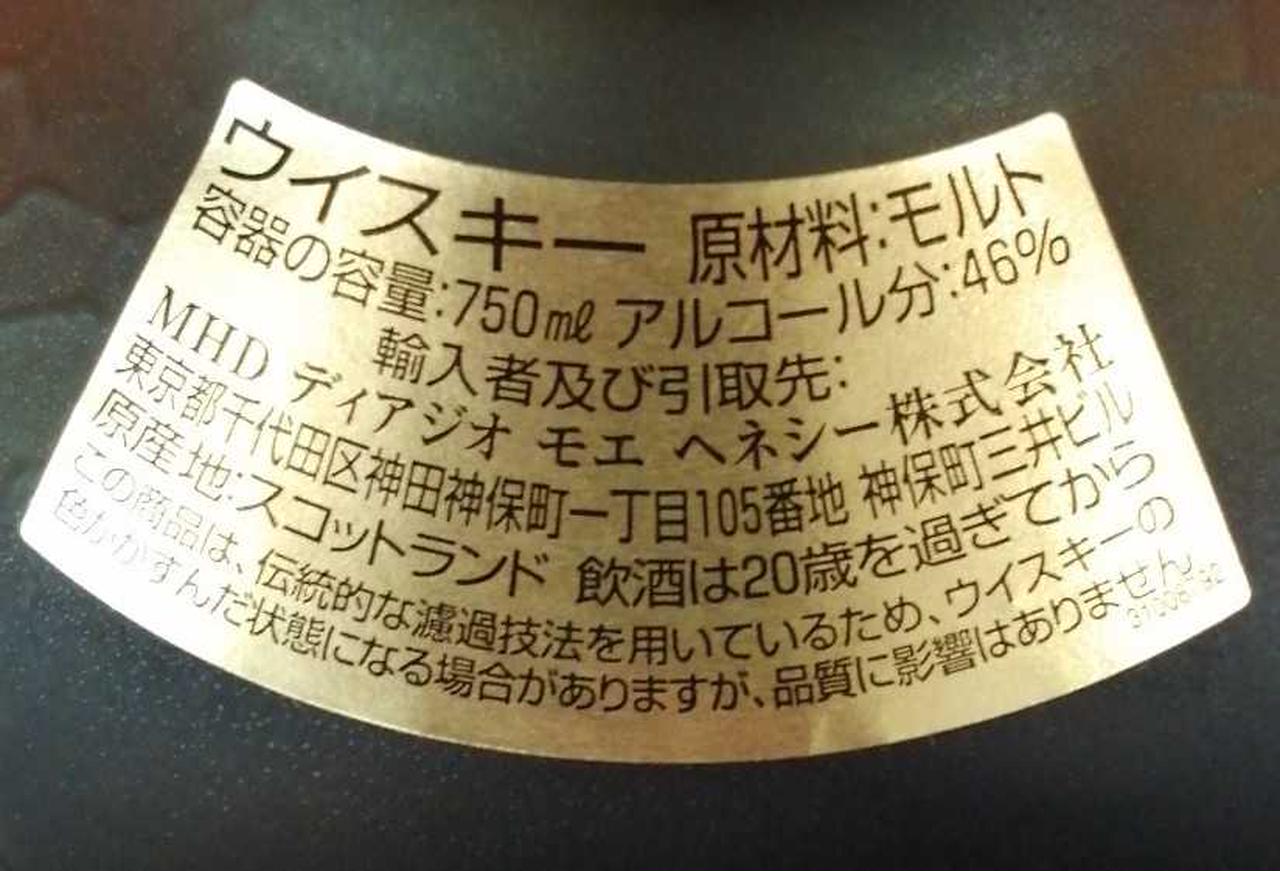 ウイスキー 原材料:モルト
容器の容量:750㎖ アルコール分:46%
輸入者及び引取先:
MHD ディアジオ モエ ヘネシー株式会社
東京都千代田区神田神保町一丁目105番地 神保町三井ビル
原産地:スコットランド 飲酒は20歳を過ぎてから
この商品は、伝統的な濾過技法を用いているため、ウイスキーの
色がかすんだ状態になる場合がありますが、品質に影響はありません。